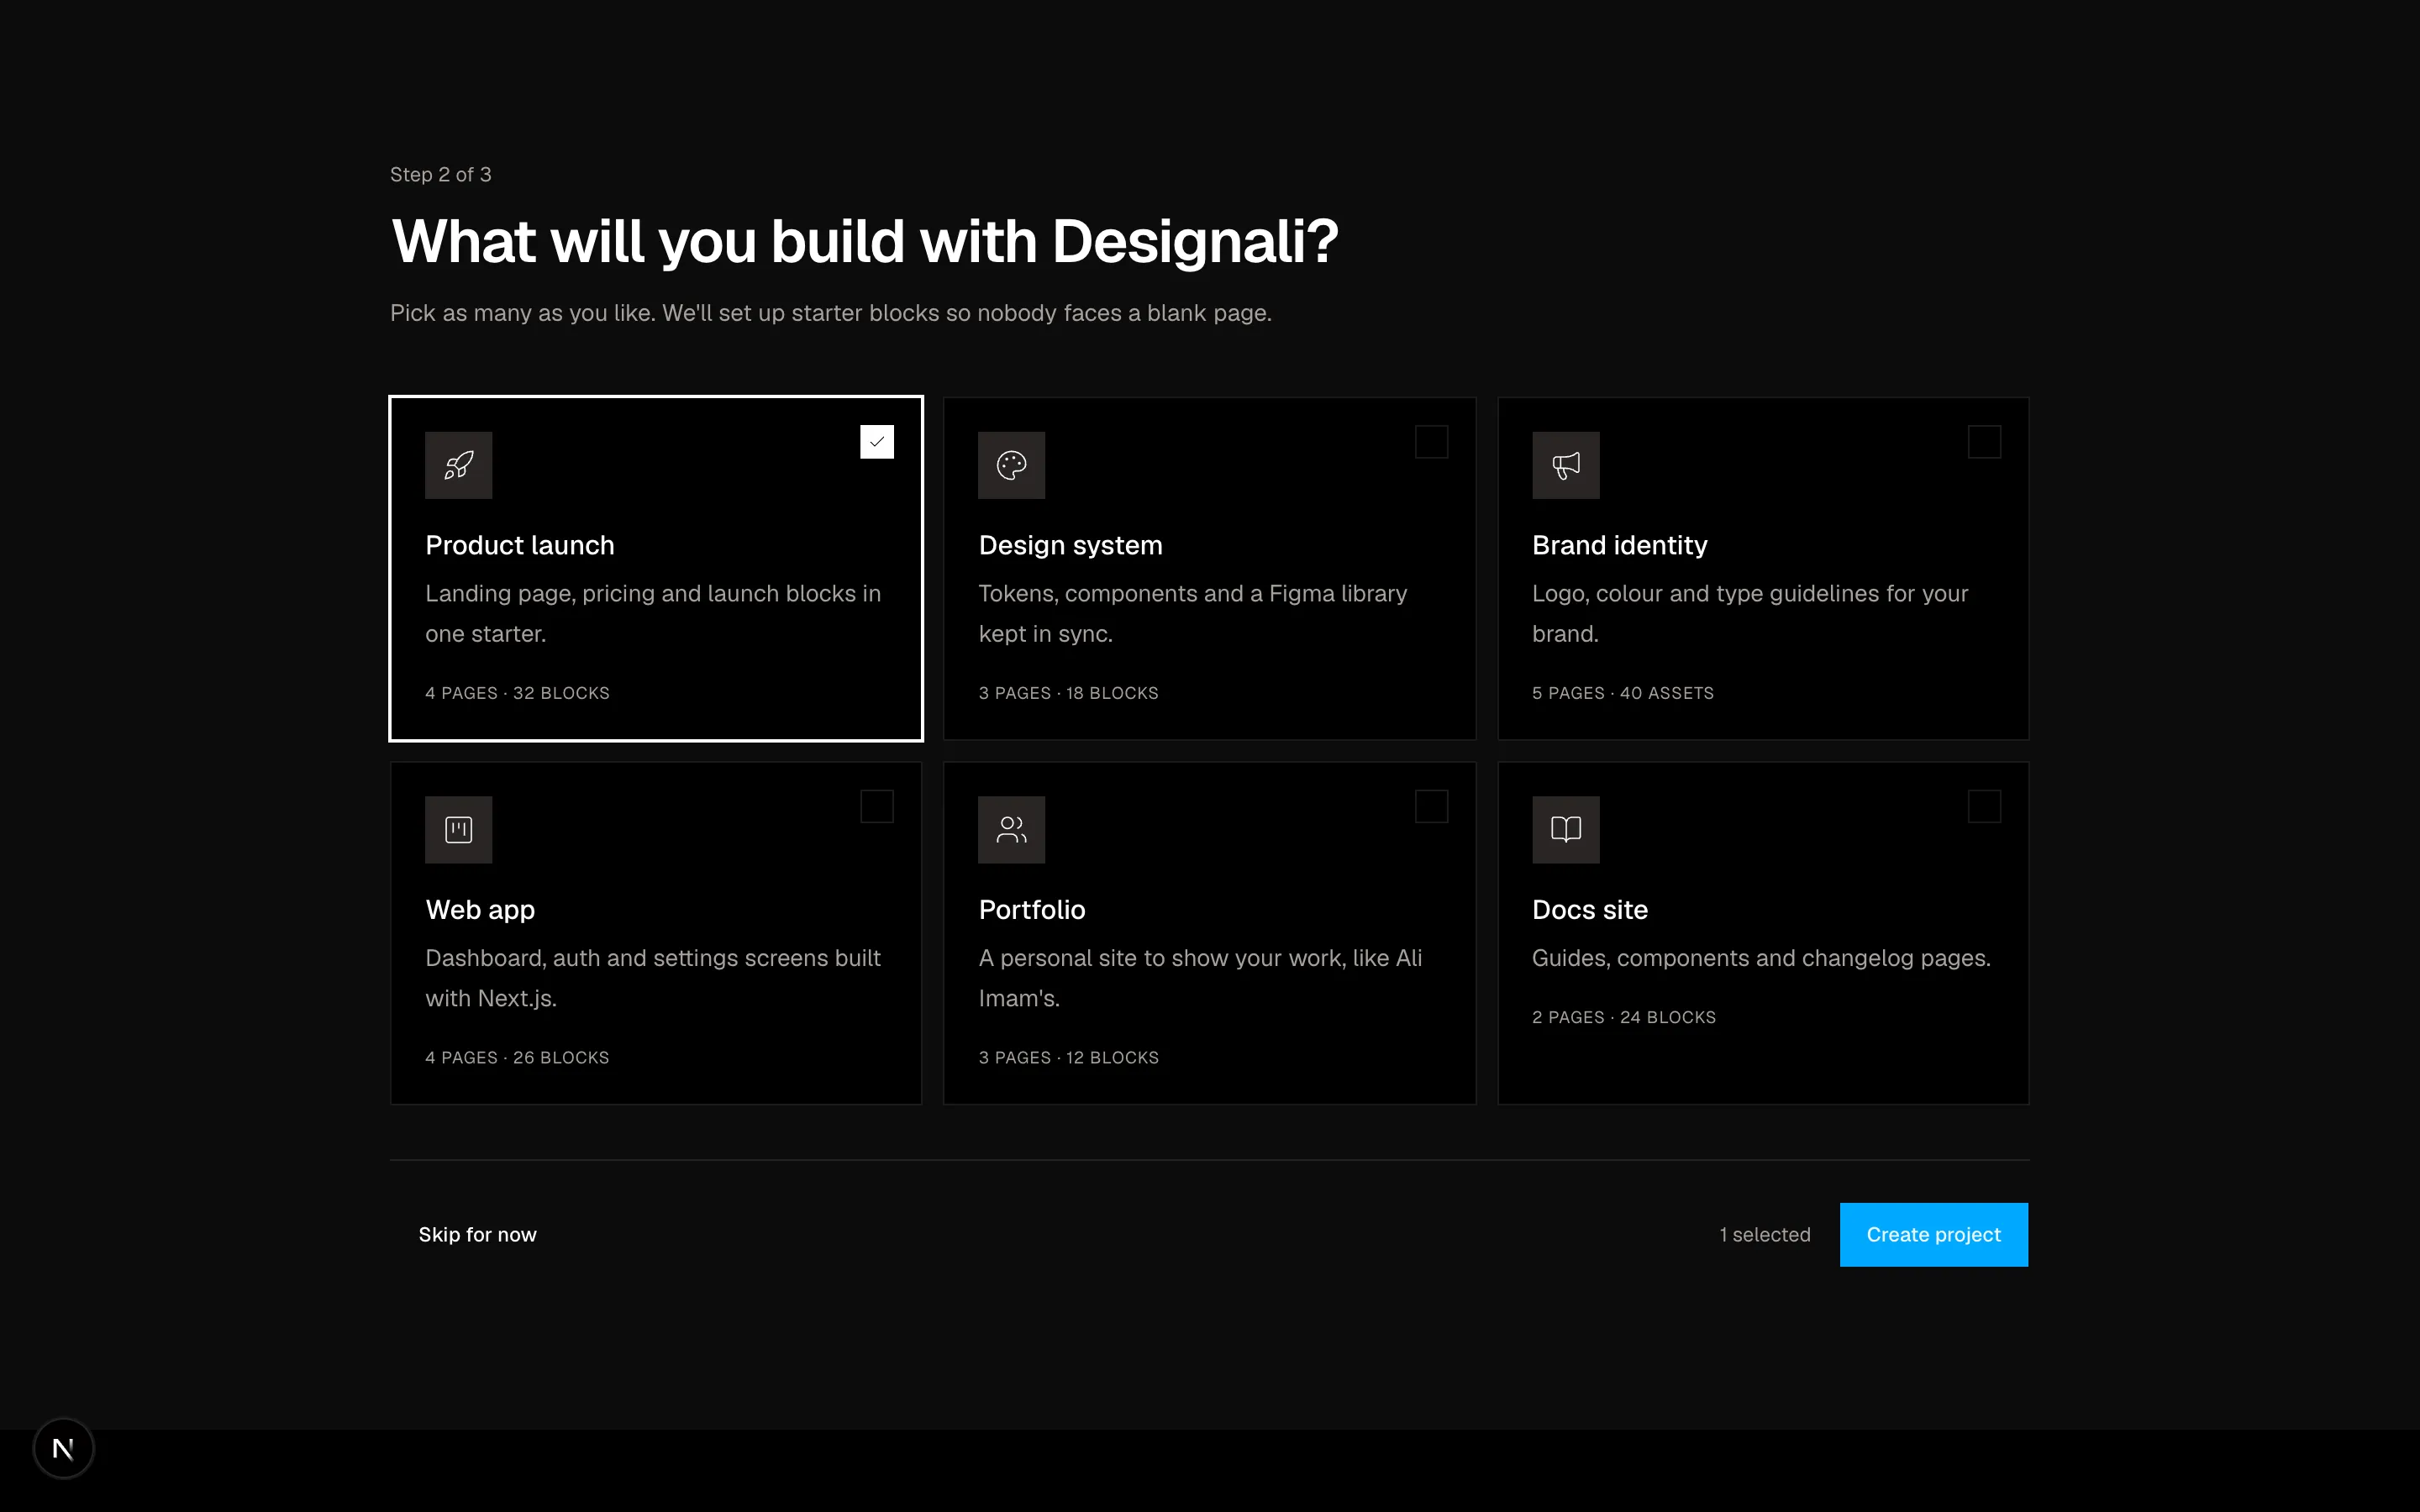 Step 2 of 3
What will you build with Designali?
Pick as many as you like. We'll set up starter blocks so nobody faces a blank page.
Product launch
Landing page, pricing and launch blocks in
one starter.
4 PAGES · 32 BLOCKS
Design system
Tokens, components and a Figma library
kept in sync.
3 PAGES · 18 BLOCKS
Brand identity
Logo, colour and type guidelines for your
brand.
5 PAGES · 40 ASSETS
Web app
Dashboard, auth and settings screens built
with Next.js.
4 PAGES · 26 BLOCKS
Portfolio
A personal site to show your work, like Ali
Imam's.
3 PAGES · 12 BLOCKS
Docs site
Guides, components and changelog pages.
2 PAGES · 24 BLOCKS
Skip for now
1 selected
Create project
N